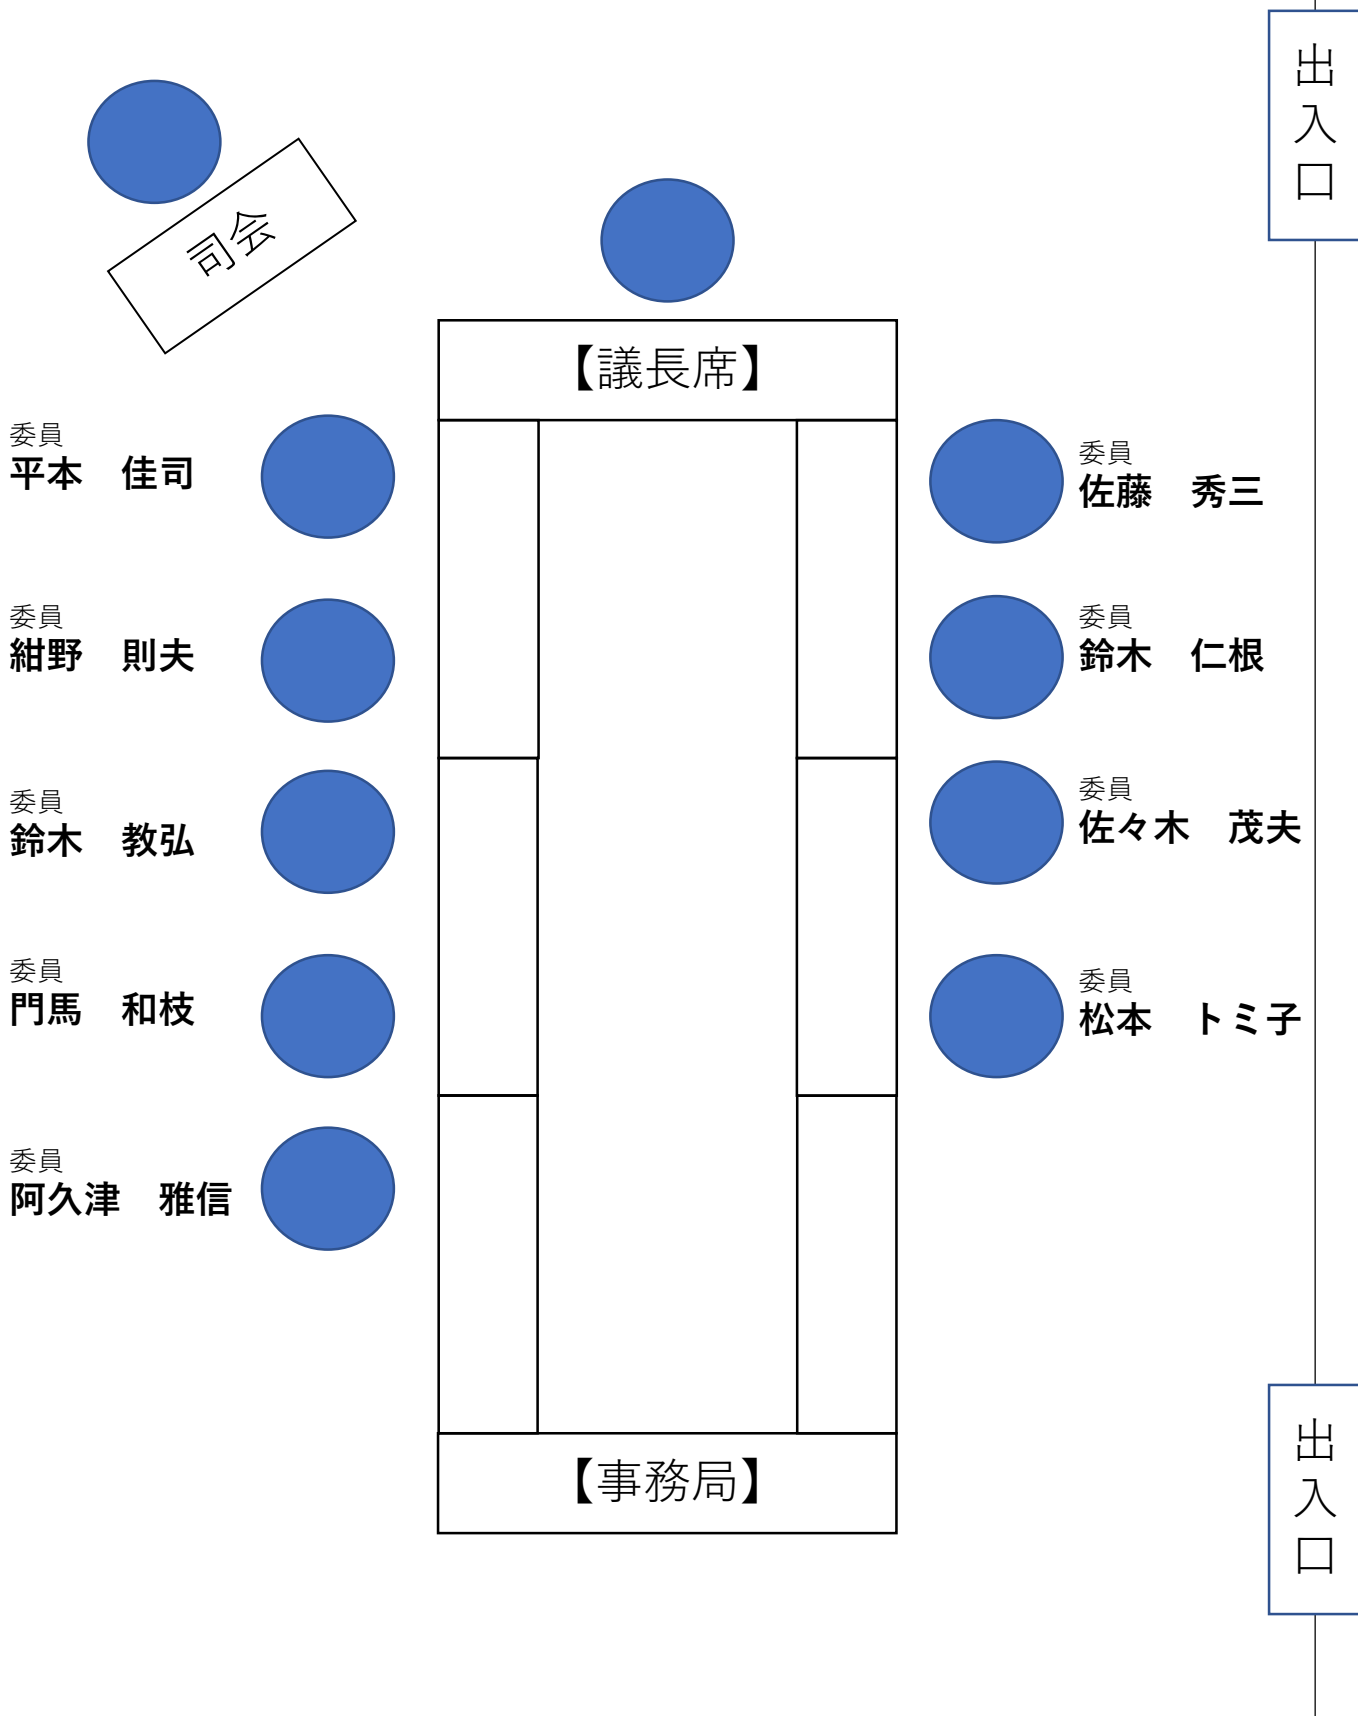 出入口
司会
【議長席】
委員
平本　佳司
委員
佐藤　秀三
委員
紺野　則夫
委員
鈴木　仁根
委員
鈴木　教弘
委員
佐々木　茂夫
委員
門馬　和枝
委員
松本　トミ子
委員
阿久津　雅信
【事務局】
出入口